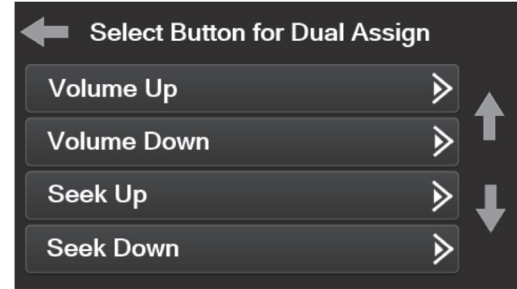 Select Button for Dual Assign
Volume Up
Volume Down
Seek Up
Seek Down